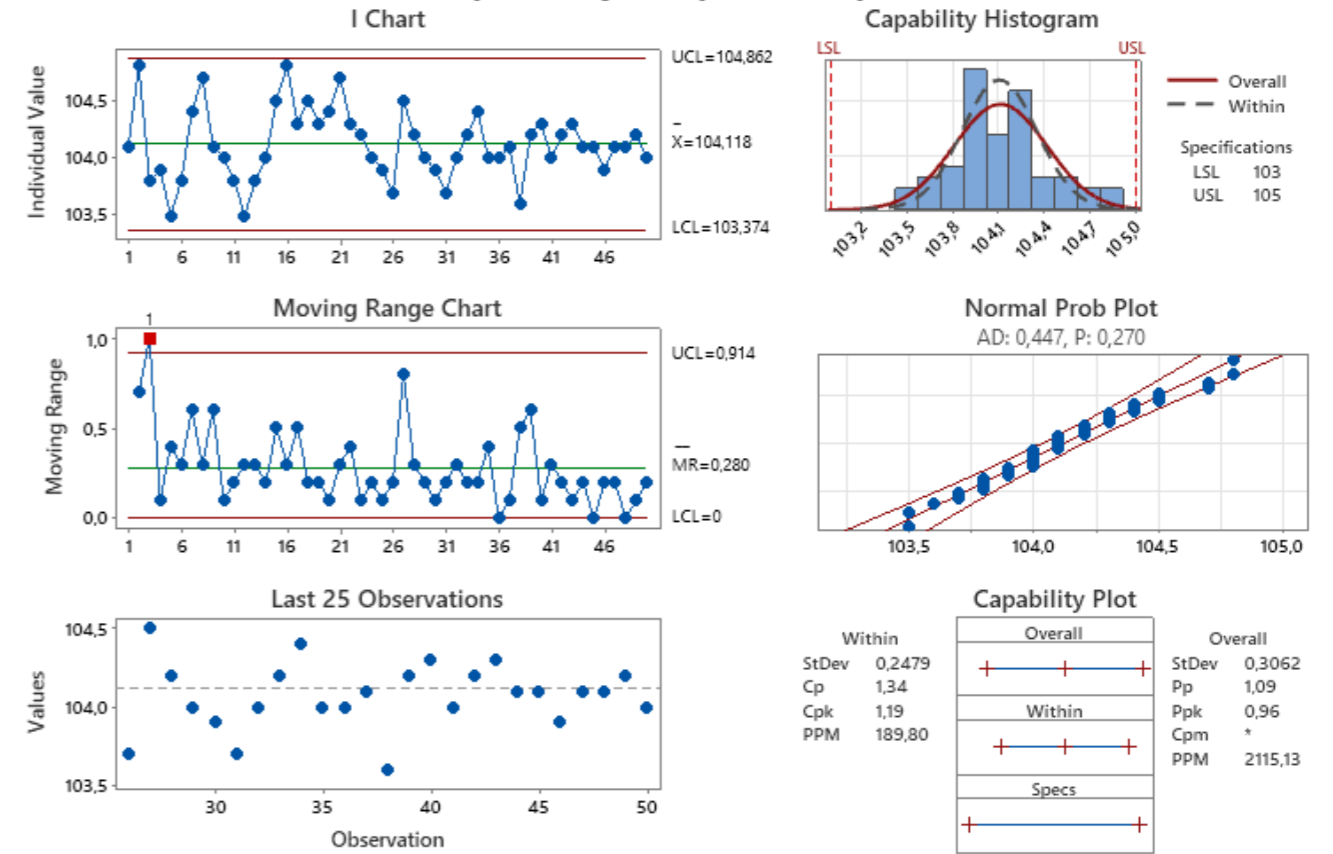 I Chart
UCL=104,862
104,5
104,0
103,5
Individual Value
X=104,118
LCL=103,374
1 6 11 16 21 26 31 36 41 46
Capability Histogram
LSL USL
Overall
Within
Specifications
LSL 103
USL 105
103,2 103,5 103,8 104,1 104,4 104,7 105,0
Moving Range Chart
1
UCL=0,914
1,0
0,5
0,0
Moving Range
MR=0,280
LCL=0
1 6 11 16 21 26 31 36 41 46
Normal Prob Plot
AD: 0,447, P: 0,270
103,5 104,0 104,5 105,0
Last 25 Observations
104,5
104,0
103,5
Values
30 35 40 45 50
Observation
Capability Plot
Within
StDev 0,2479
Cp 1,34
Cpk 1,19
PPM 189,80
Overall
Within
Specs
Overall
StDev 0,3062
Pp 1,09
Ppk 0,96
Cpm *
PPM 2115,13